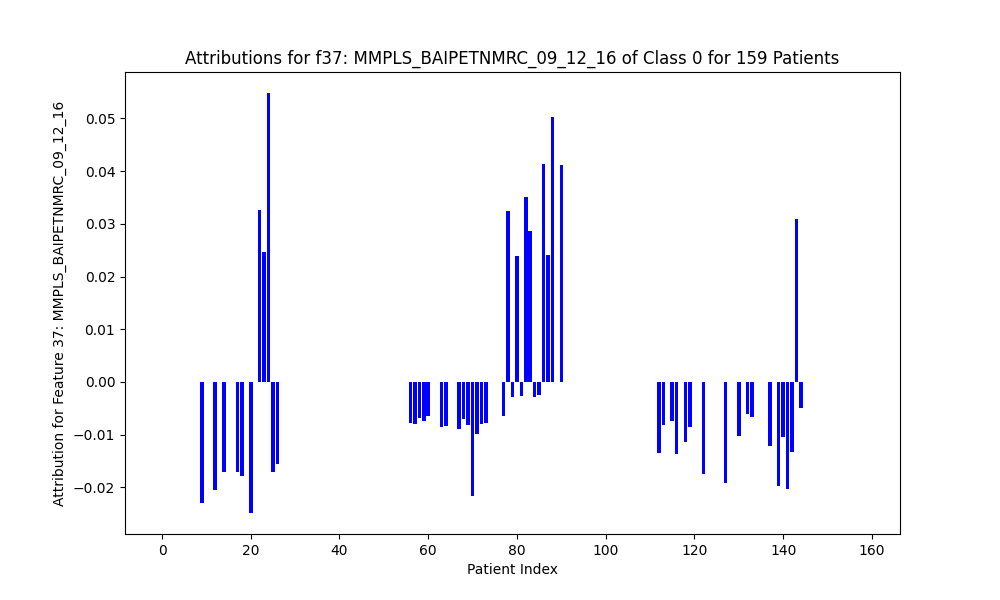 Attributions for f37: MMPLS_BAIPETNMRC_09_12_16 of Class 0 for 159 Patients
Attribution for Feature 37: MMPLS_BAIPETNMRC_09_12_16
0.05
0.04
0.03
0.02
0.01
0.00
−0.01
−0.02
0 20 40 60 80 100 120 140 160
Patient Index